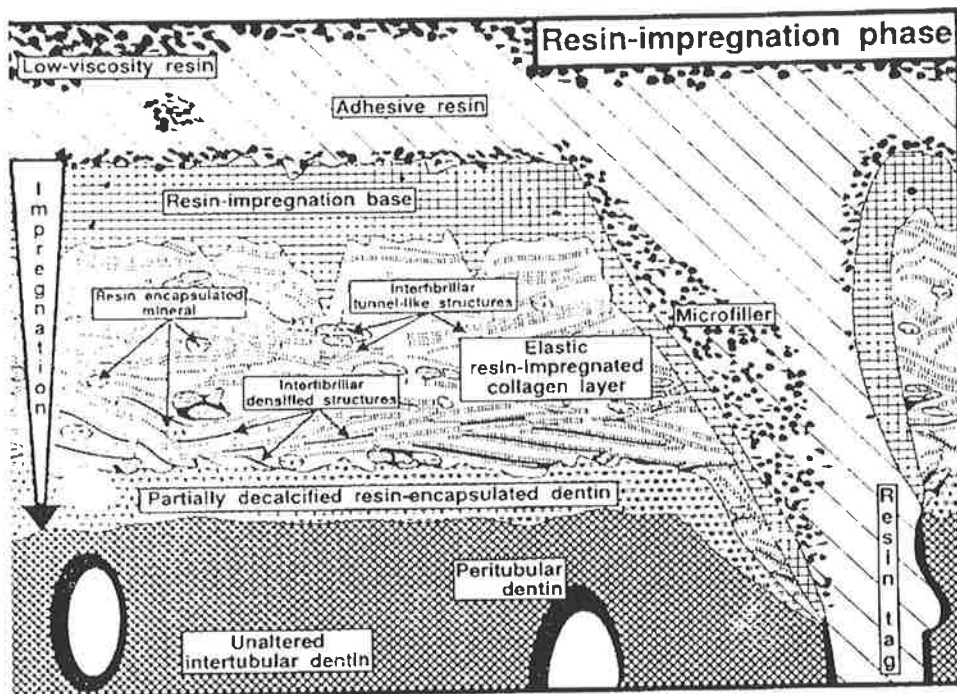 Resin-impregnation phase
Low-viscosity resin
Adhesive resin
Impregnation
Resin-impregnation base
Resin encapsulated
mineral
Interfibrillar
tunnel-like structures
Microfiller
Elastic
resin-impregnated
collagen layer
Interfibrillar
densified structures
Partially decalcified resin-encapsulated dentin
Resin tag
Peritubular
dentin
Unaltered
intertubular dentin